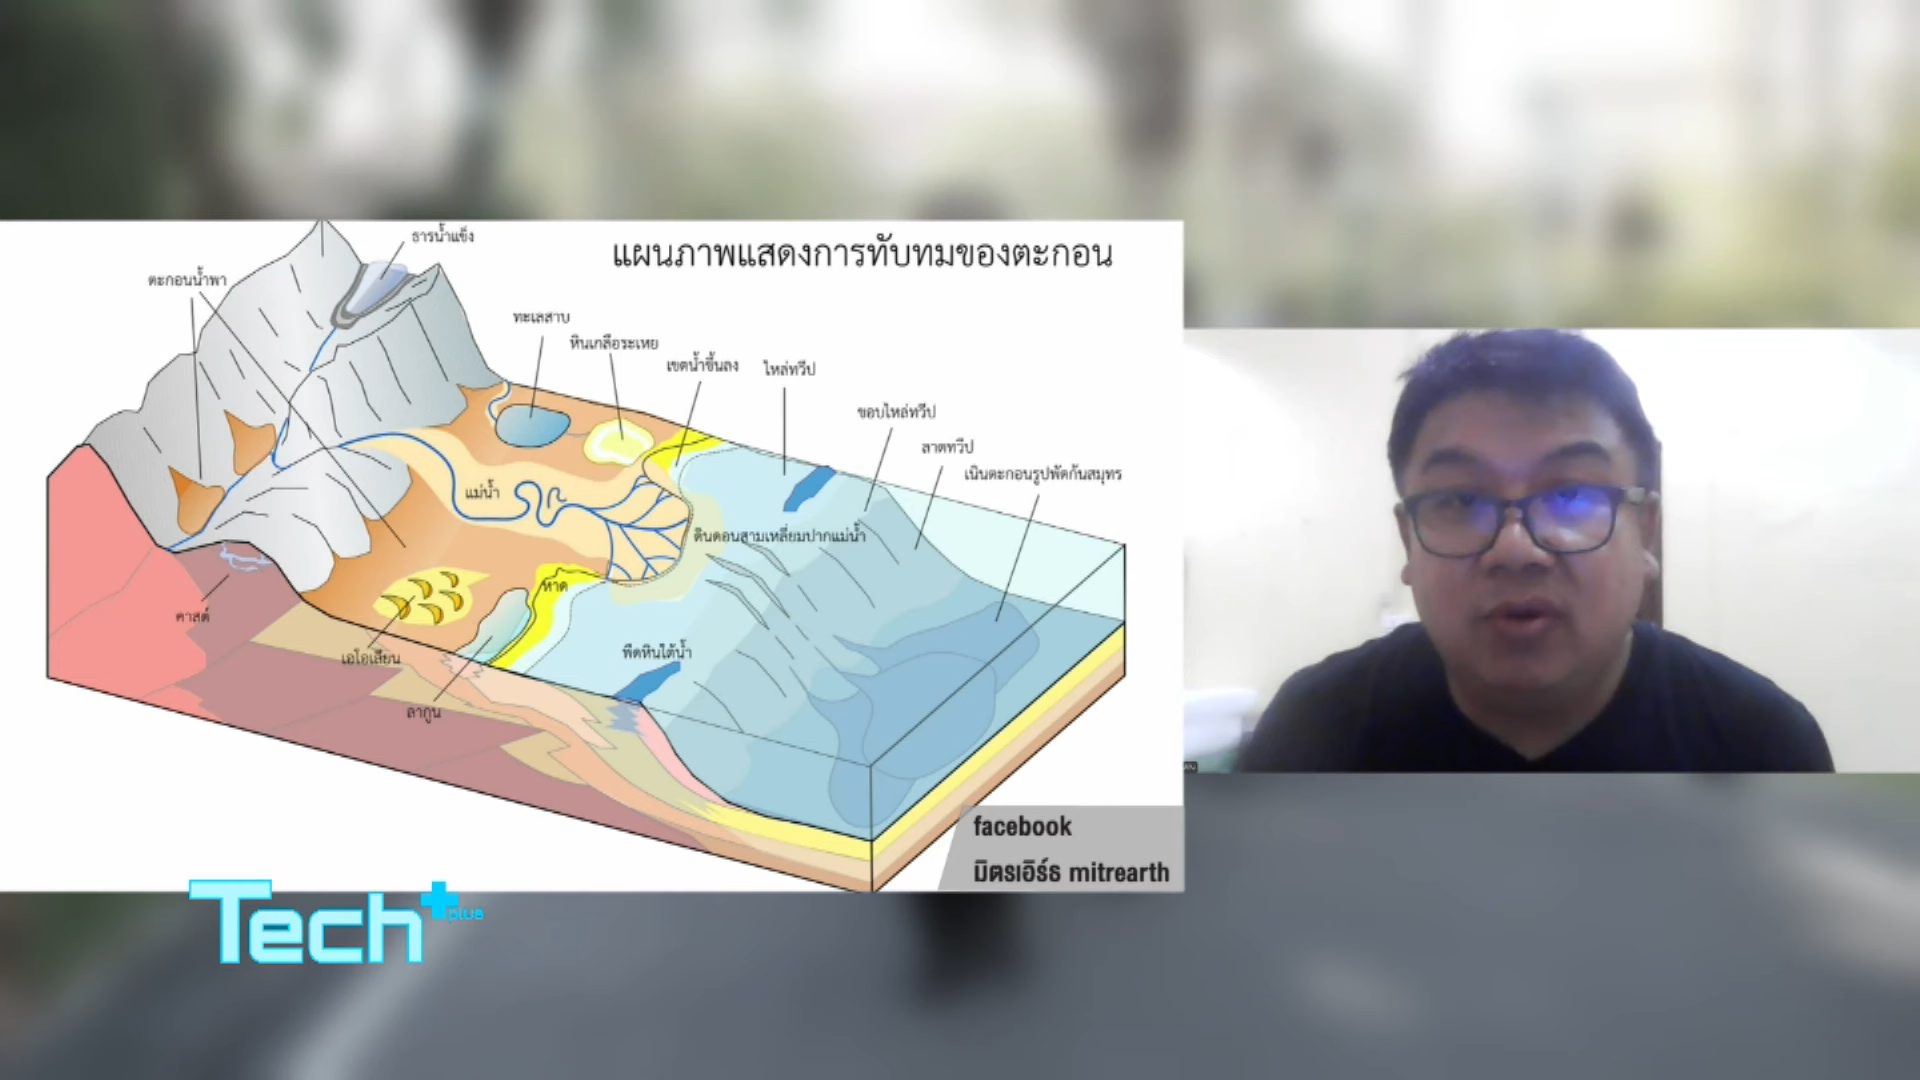 แผนภาพแสดงการทับทมของตะกอน
ธารน้ำแข็ง
ตะกอนน้ำพา
ทะเลสาบ
หินเกลือระเหย
เขตน้ำขึ้นลง
ไหล่ทวีป
ขอบไหล่ทวีป
ลาดทวีป
เนินตะกอนรูปพัดก้นสมุทร
แม่น้ำ
ดินดอนสามเหลี่ยมปากแม่น้ำ
หาด
คาสต์
เอโอเลียน
พืดหินใต้น้ำ
ลากูน
facebook
มิตรเอิร์ธ mitrearth
Tech+ plus